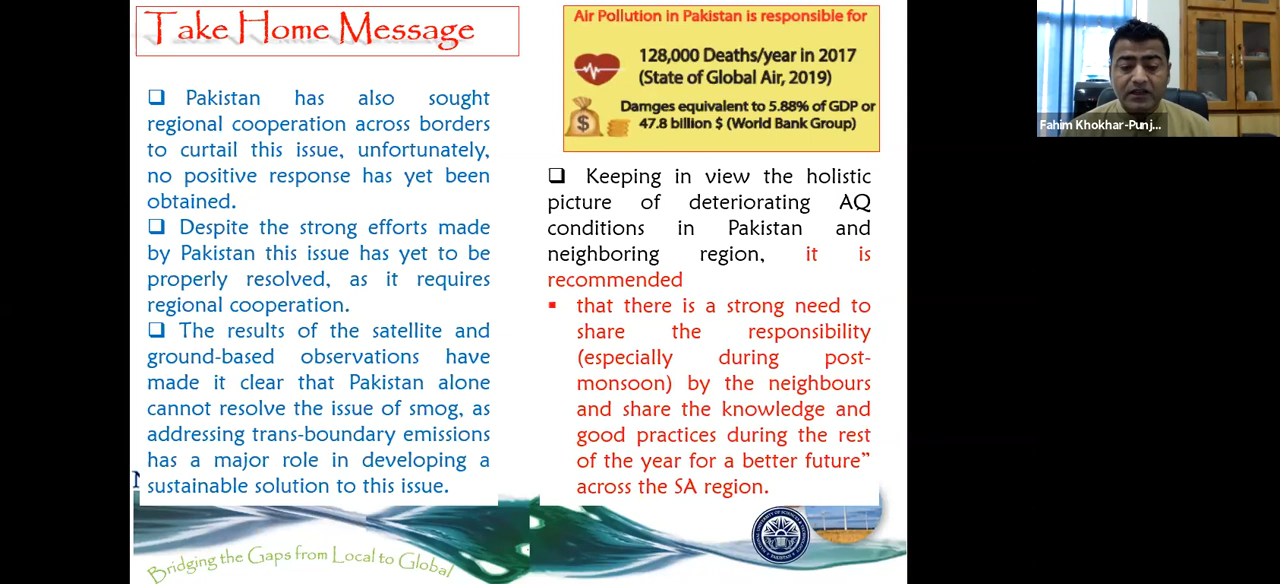 Take Home Message
❑ Pakistan has also sought
regional cooperation across borders
to curtail this issue, unfortunately,
no positive response has yet been
obtained.
❑ Despite the strong efforts made
by Pakistan this issue has yet to be
properly resolved, as it requires
regional cooperation.
❑ The results of the satellite and
ground-based observations have
made it clear that Pakistan alone
cannot resolve the issue of smog, as
addressing trans-boundary emissions
has a major role in developing a
sustainable solution to this issue.
Bridging the Gaps from Local to Global
Air Pollution in Pakistan is responsible for
128,000 Deaths/year in 2017
(State of Global Air, 2019)
Damges equivalent to 5.88% of GDP or
47.8 billion $ (World Bank Group)
❑ Keeping in view the holistic
picture of deteriorating AQ
conditions in Pakistan and
neighboring region, it is
recommended
▪ that there is a strong need to
share the responsibility
(especially during post-
monsoon) by the neighbours
and share the knowledge and
good practices during the rest
of the year for a better future”
across the SA region.
Fahim Khokhar-Punj...